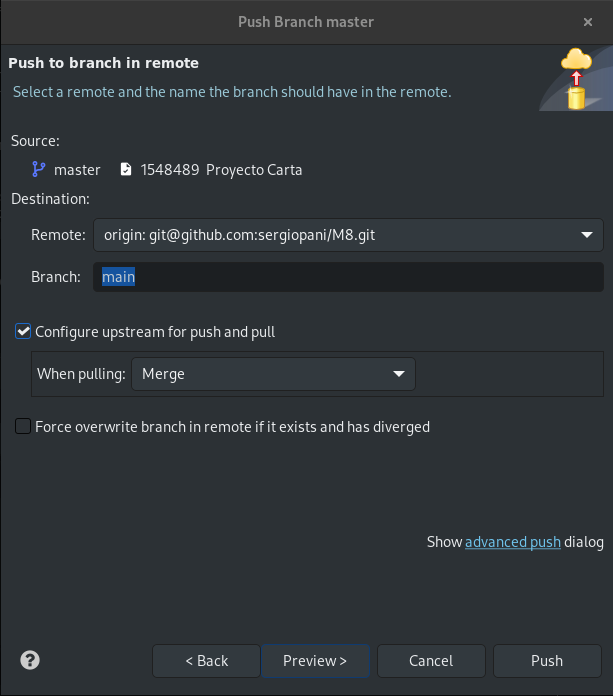 Push Branch master
Push to branch in remote
Select a remote and the name the branch should have in the remote.
Source:
master 1548489 Proyecto Carta
Destination:
Remote: origin: git@github.com:sergiopani/M8.git
Branch: main
Configure upstream for push and pull
When pulling: Merge
Force overwrite branch in remote if it exists and has diverged
Show advanced push dialog
? < Back Preview > Cancel Push